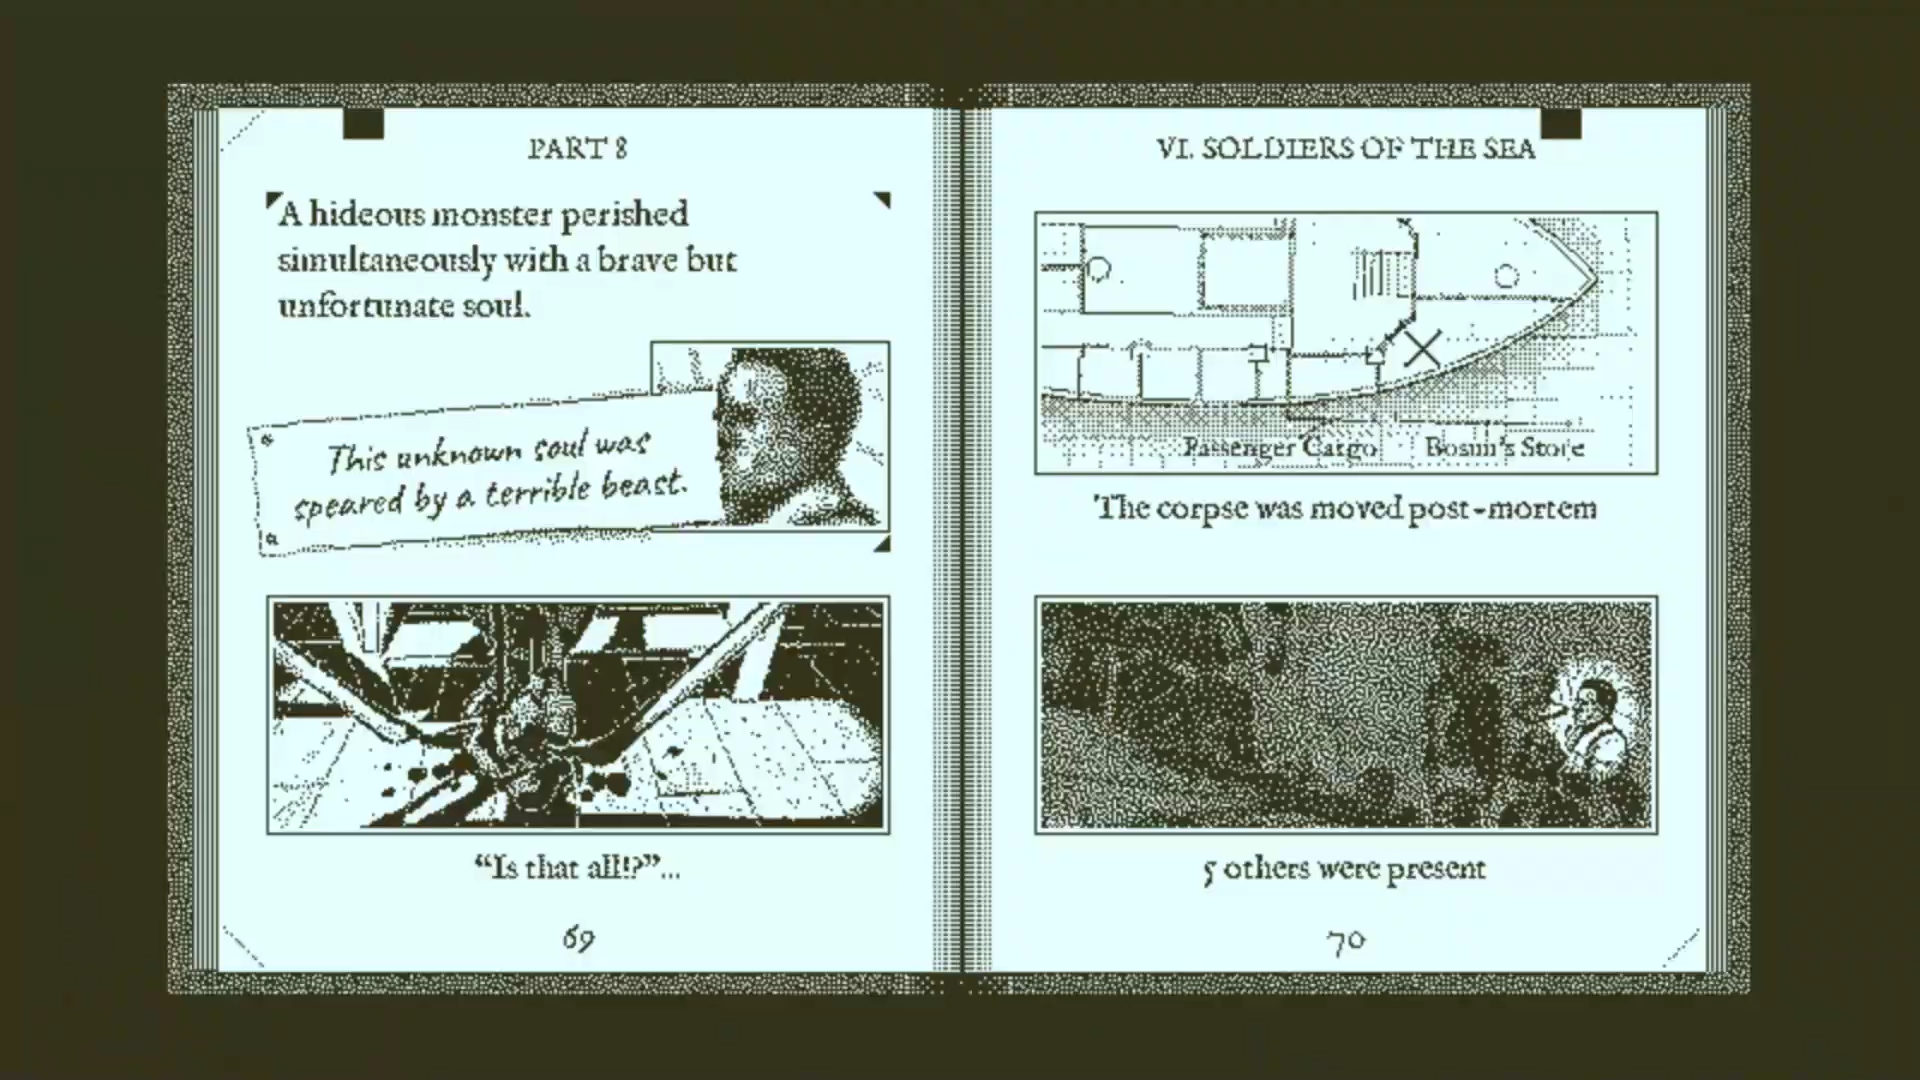 PART 8
A hideous monster perished
simultaneously with a brave but
unfortunate soul.
This unknown soul was
speared by a terrible beast.
“Is that all!?”...
69
VI. SOLDIERS OF THE SEA
Passenger Cargo
Bosun's Store
The corpse was moved post-mortem
5 others were present
70